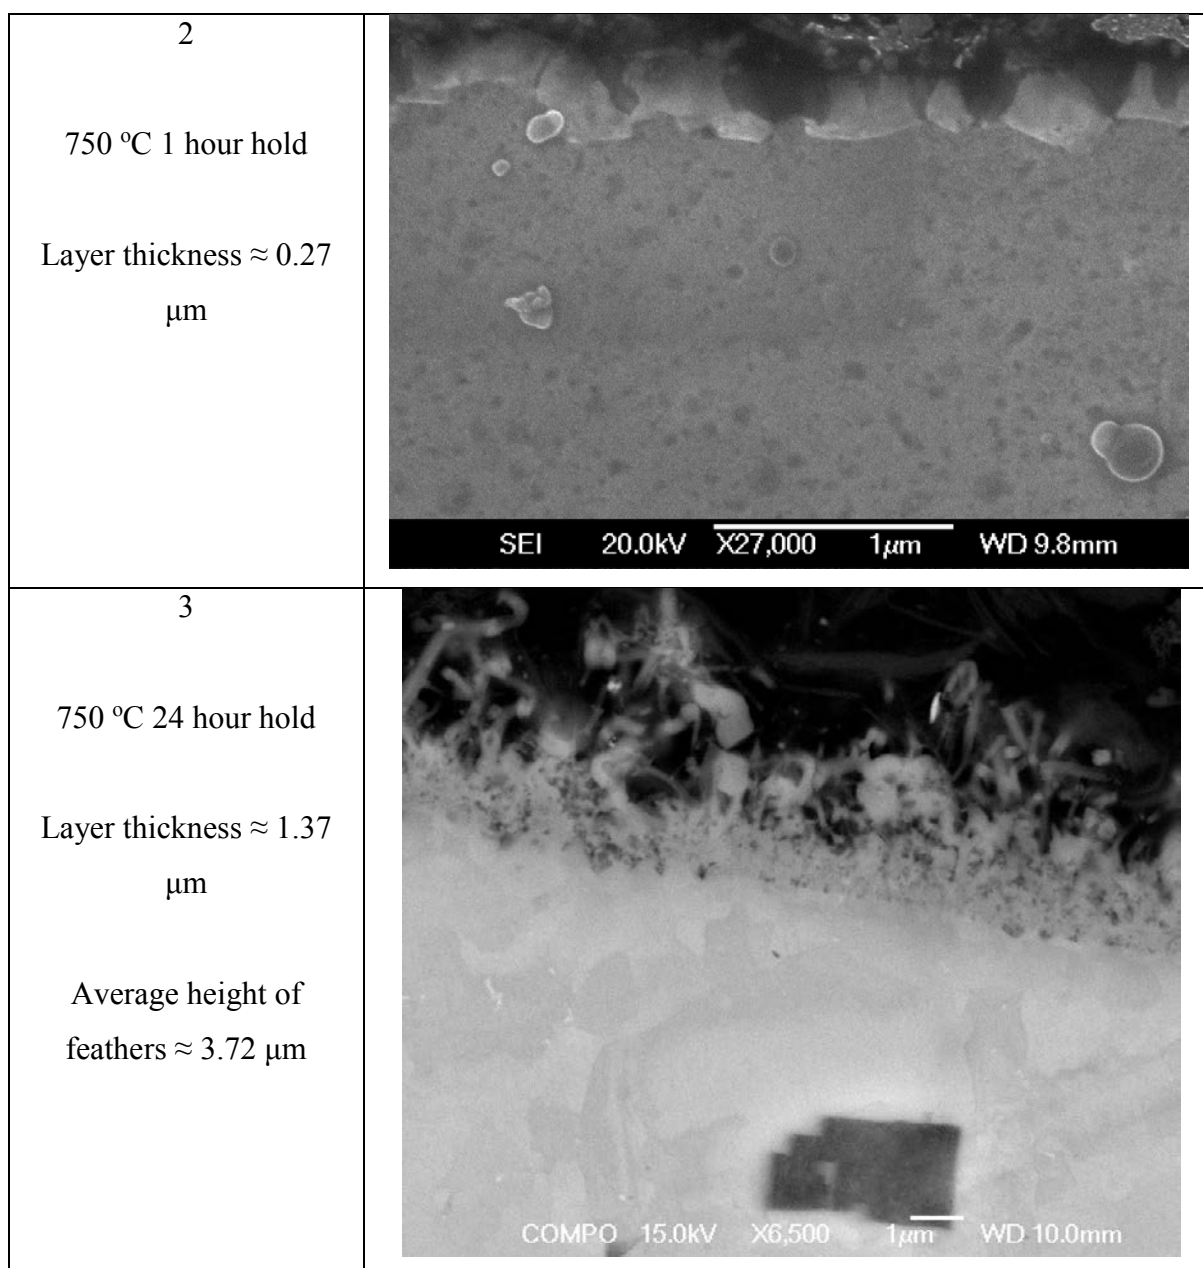 2
750 ºC 1 hour hold
Layer thickness ≈ 0.27
μm
SEI 20.0kV X27,000 1μm WD 9.8mm
3
750 ºC 24 hour hold
Layer thickness ≈ 1.37
μm
Average height of
feathers ≈ 3.72 μm
COMPO 15.0kV X6,500 1μm WD 10.0mm